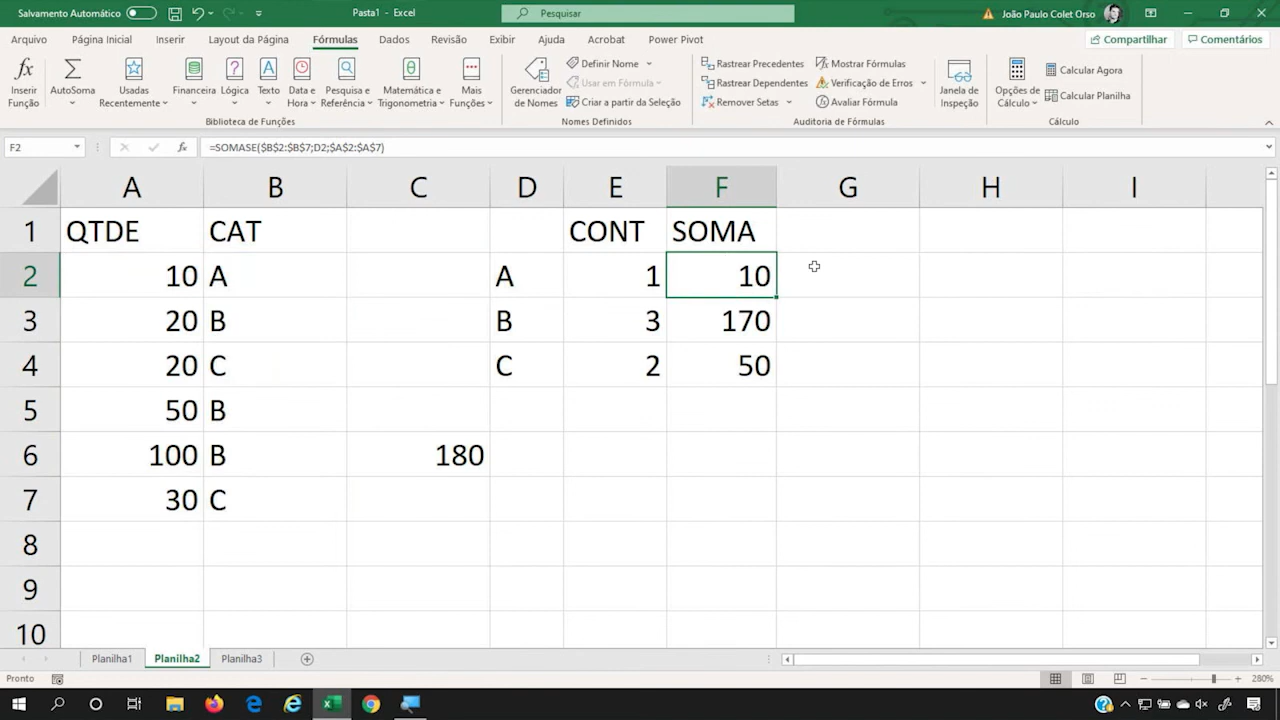 Salvamento Automático
Pasta1 - Excel
Pesquisar
João Paulo Colet Orso
Arquivo
Página Inicial
Inserir
Layout da Página
Fórmulas
Dados
Revisão
Exibir
Ajuda
Acrobat
Power Pivot
Compartilhar
Comentários
Inserir Função
AutoSoma
Usadas Recentemente
Financeira
Lógica
Texto
Data e Hora
Pesquisa e Referência
Matemática e Trigonometria
Mais Funções
Biblioteca de Funções
Gerenciador de Nomes
Definir Nome
Usar em Fórmula
Criar a partir da Seleção
Nomes Definidos
Rastrear Precedentes
Rastrear Dependentes
Remover Setas
Mostrar Fórmulas
Verificação de Erros
Avaliar Fórmula
Auditoria de Fórmulas
Janela de Inspeção
Opções de Cálculo
Calcular Agora
Calcular Planilha
Cálculo
F2
fx
=SOMASE($B$2:$B$7;D2;$A$2:$A$7)
A B C D E F G H I
1 QTDE CAT CONT SOMA
2 10 A A 1 10
3 20 B B 3 170
4 20 C C 2 50
5 50 B
6 100 B 180
7 30 C
8
9
10
Planilha1
Planilha2
Planilha3
Pronto
280%